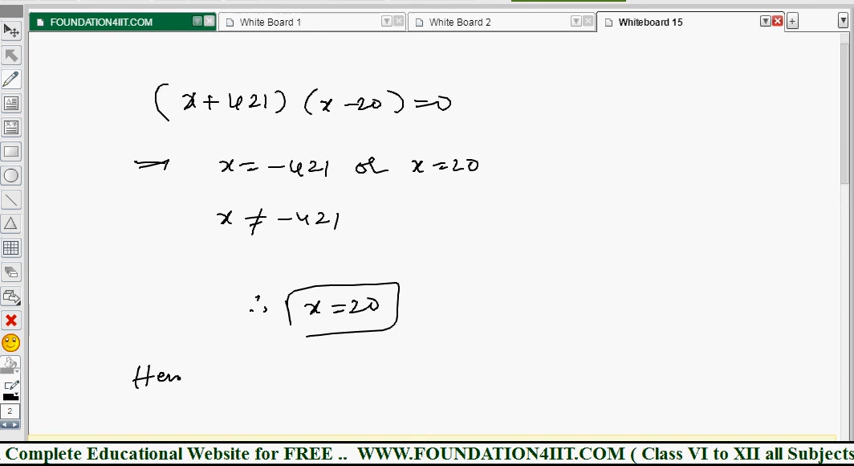 FOUNDATION4IIT.COM White Board 1 White Board 2 Whiteboard 15
(x+421) (x-20)=0
⇒ x=-421 or x=20
x≠-421
∴ x=20
Hen
2
Complete Educational Website for FREE .. WWW.FOUNDATION4IIT.COM ( Class VI to XII all Subjects